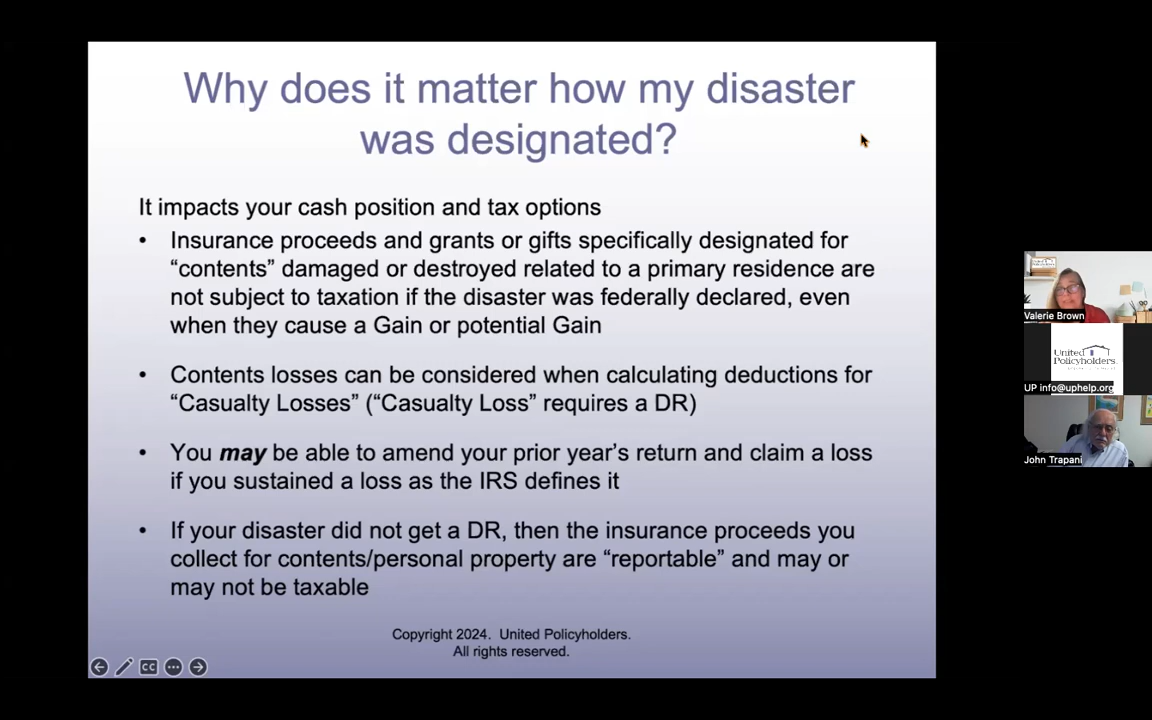 Why does it matter how my disaster
was designated?
It impacts your cash position and tax options
• Insurance proceeds and grants or gifts specifically designated for
“contents” damaged or destroyed related to a primary residence are
not subject to taxation if the disaster was federally declared, even
when they cause a Gain or potential Gain
• Contents losses can be considered when calculating deductions for
“Casualty Losses” (“Casualty Loss” requires a DR)
• You may be able to amend your prior year’s return and claim a loss
if you sustained a loss as the IRS defines it
• If your disaster did not get a DR, then the insurance proceeds you
collect for contents/personal property are “reportable” and may or
may not be taxable
Copyright 2024. United Policyholders.
All rights reserved.
CC
Valerie Brown
United
Policyholders
UP info@uphelp.org
John Trapani